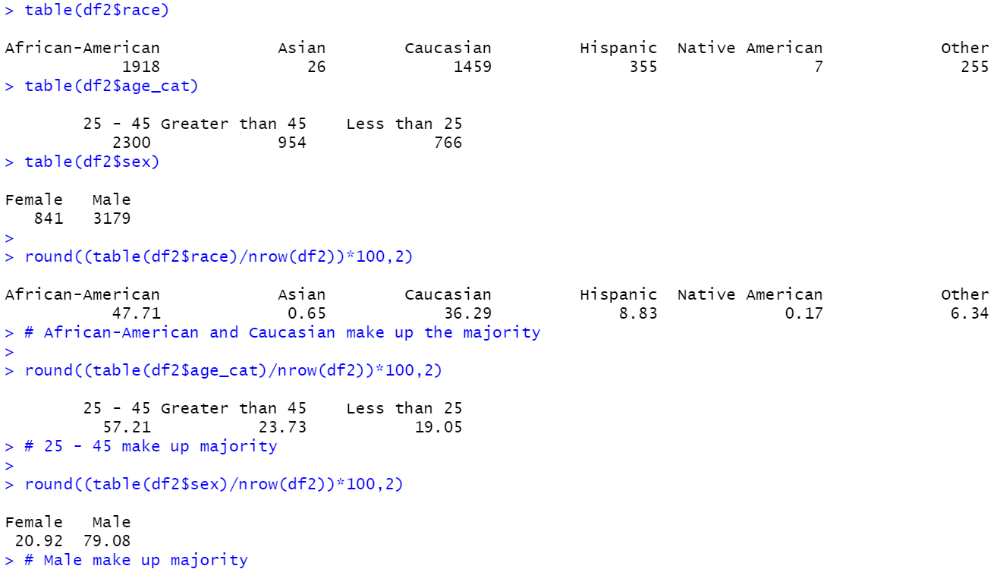 > table(df2$race)
African-American Asian Caucasian Hispanic Native American Other
1918 26 1459 355 7 255
> table(df2$age_cat)
25 - 45 Greater than 45 Less than 25
2300 954 766
> table(df2$sex)
Female Male
841 3179
>
> round((table(df2$race)/nrow(df2))*100,2)
African-American Asian Caucasian Hispanic Native American Other
47.71 0.65 36.29 8.83 0.17 6.34
> # African-American and Caucasian make up the majority
>
> round((table(df2$age_cat)/nrow(df2))*100,2)
25 - 45 Greater than 45 Less than 25
57.21 23.73 19.05
> # 25 - 45 make up majority
>
> round((table(df2$sex)/nrow(df2))*100,2)
Female Male
20.92 79.08
> # Male make up majority